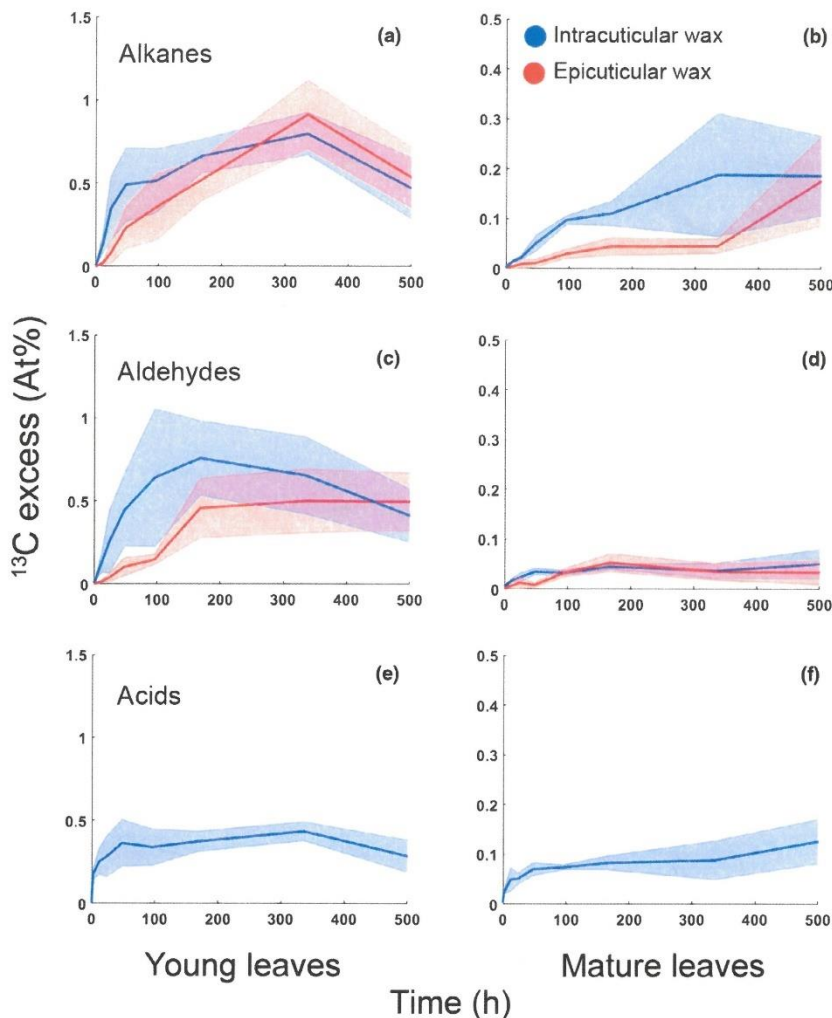 Alkanes
(a)
1.5
1
0.5
0
0 100 200 300 400 500
(b)
Intracuticular wax
Epicuticular wax
0.5
0.4
0.3
0.2
0.1
0
0 100 200 300 400 500
Aldehydes
(c)
1.5
1
0.5
0
0 100 200 300 400 500
(d)
0.5
0.4
0.3
0.2
0.1
0
0 100 200 300 400 500
Acids
(e)
1.5
1
0.5
0
0 100 200 300 400 500
(f)
0.5
0.4
0.3
0.2
0.1
0
0 100 200 300 400 500
¹³C excess (At%)
Young leaves
Mature leaves
Time (h)